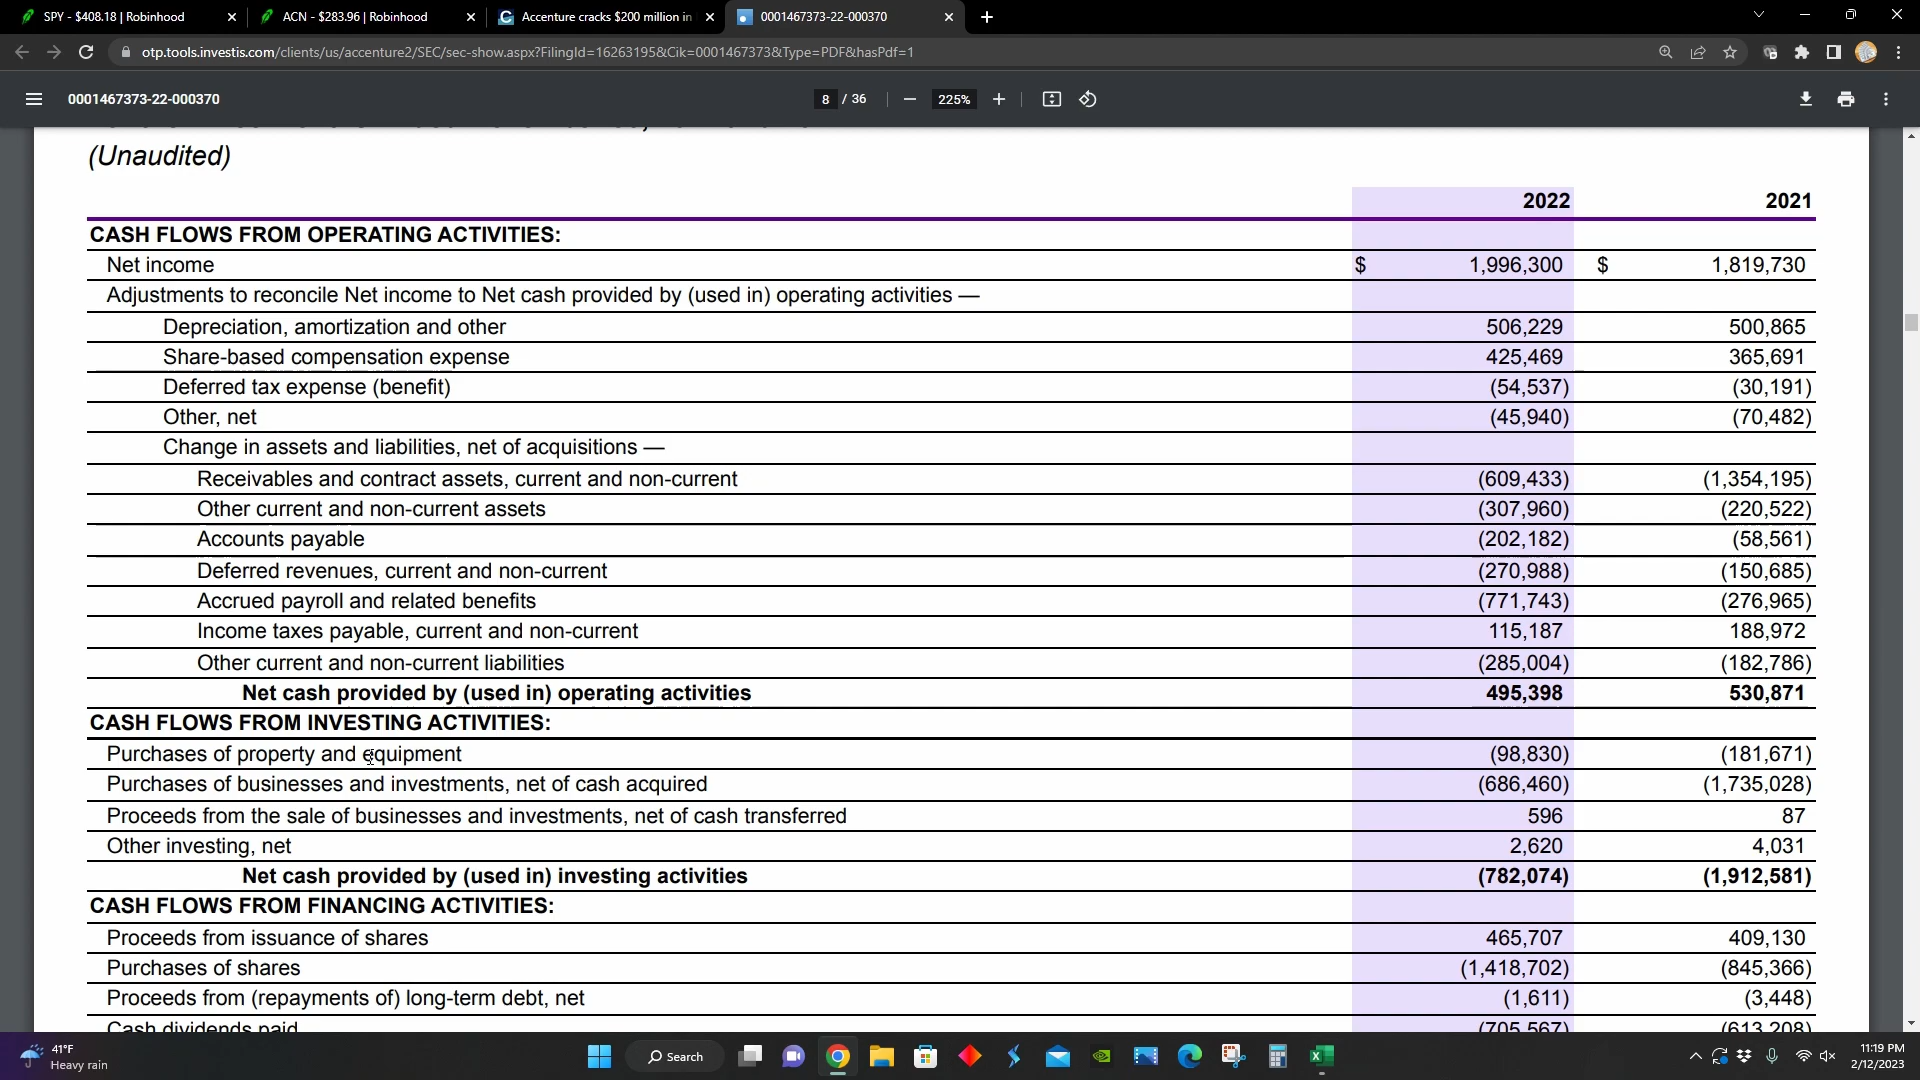 SPY - $408.18 | Robinhood
ACN - $283.96 | Robinhood
Accenture cracks $200 million in
0001467373-22-000370
otp.tools.investis.com/clients/us/accenture2/SEC/sec-show.aspx?FilingId=16263195&Cik=0001467373&Type=PDF&hasPdf=1
0001467373-22-000370
8 / 36
225%
(Unaudited)
2022 2021
CASH FLOWS FROM OPERATING ACTIVITIES:
Net income $ 1,996,300 $ 1,819,730
Adjustments to reconcile Net income to Net cash provided by (used in) operating activities —
Depreciation, amortization and other 506,229 500,865
Share-based compensation expense 425,469 365,691
Deferred tax expense (benefit) (54,537) (30,191)
Other, net (45,940) (70,482)
Change in assets and liabilities, net of acquisitions —
Receivables and contract assets, current and non-current (609,433) (1,354,195)
Other current and non-current assets (307,960) (220,522)
Accounts payable (202,182) (58,561)
Deferred revenues, current and non-current (270,988) (150,685)
Accrued payroll and related benefits (771,743) (276,965)
Income taxes payable, current and non-current 115,187 188,972
Other current and non-current liabilities (285,004) (182,786)
Net cash provided by (used in) operating activities 495,398 530,871
CASH FLOWS FROM INVESTING ACTIVITIES:
Purchases of property and equipment (98,830) (181,671)
Purchases of businesses and investments, net of cash acquired (686,460) (1,735,028)
Proceeds from the sale of businesses and investments, net of cash transferred 596 87
Other investing, net 2,620 4,031
Net cash provided by (used in) investing activities (782,074) (1,912,581)
CASH FLOWS FROM FINANCING ACTIVITIES:
Proceeds from issuance of shares 465,707 409,130
Purchases of shares (1,418,702) (845,366)
Proceeds from (repayments of) long-term debt, net (1,611) (3,448)
Cash dividends paid (705,567) (613,208)
41°F
Heavy rain
Search
11:19 PM
2/12/2023